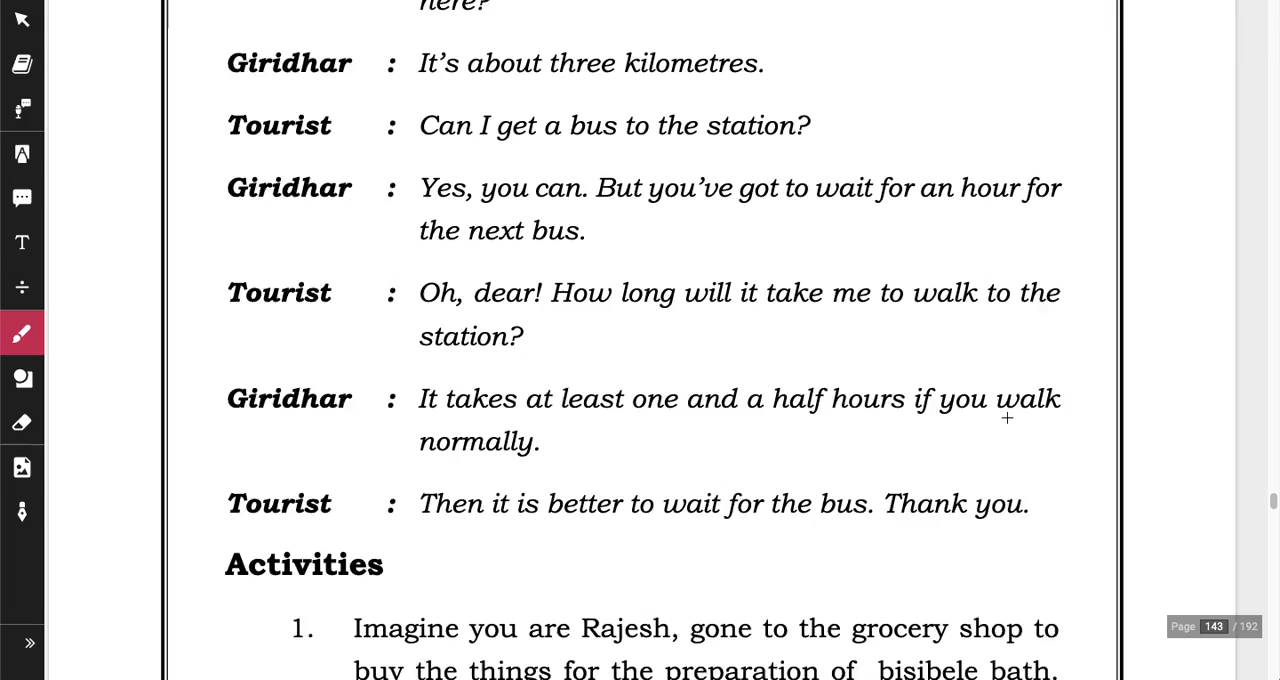 here?
Giridhar : It's about three kilometres.
Tourist : Can I get a bus to the station?
Giridhar : Yes, you can. But you've got to wait for an hour for
the next bus.
Tourist : Oh, dear! How long will it take me to walk to the
station?
Giridhar : It takes at least one and a half hours if you walk
normally.
Tourist : Then it is better to wait for the bus. Thank you.
Activities
1. Imagine you are Rajesh, gone to the grocery shop to
Page 143 / 192
buy the things for the preparation of bisibele bath.